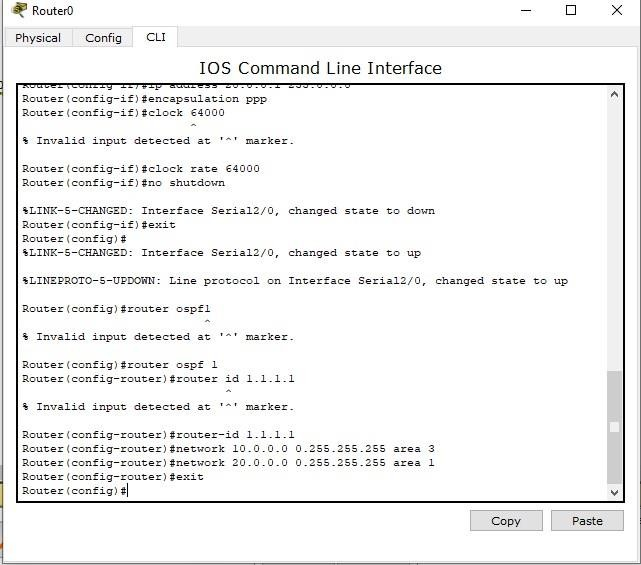 Router0
Physical Config CLI
IOS Command Line Interface
Router(config-if)#ip address 20.0.0.1 255.0.0.0
Router(config-if)#encapsulation ppp
Router(config-if)#clock 64000
^
% Invalid input detected at '^' marker.
Router(config-if)#clock rate 64000
Router(config-if)#no shutdown
%LINK-5-CHANGED: Interface Serial2/0, changed state to down
Router(config-if)#exit
Router(config)#
%LINK-5-CHANGED: Interface Serial2/0, changed state to up
%LINEPROTO-5-UPDOWN: Line protocol on Interface Serial2/0, changed state to up
Router(config)#router ospf1
^
% Invalid input detected at '^' marker.
Router(config)#router ospf 1
Router(config-router)#router id 1.1.1.1
^
% Invalid input detected at '^' marker.
Router(config-router)#router-id 1.1.1.1
Router(config-router)#network 10.0.0.0 0.255.255.255 area 3
Router(config-router)#network 20.0.0.0 0.255.255.255 area 1
Router(config-router)#exit
Router(config)#
Copy Paste